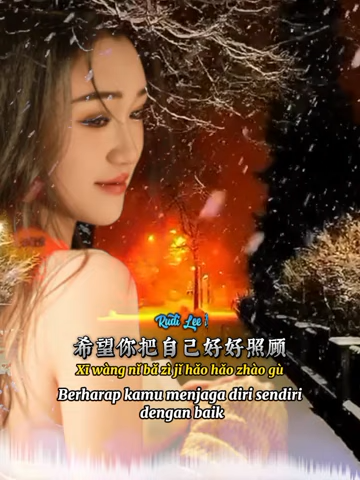 Rudi Lee
希望你把自己好好照顾
Xī wàng nǐ bǎ zì jǐ hǎo hǎo zhào gù
Berharap kamu menjaga diri sendiri
dengan baik